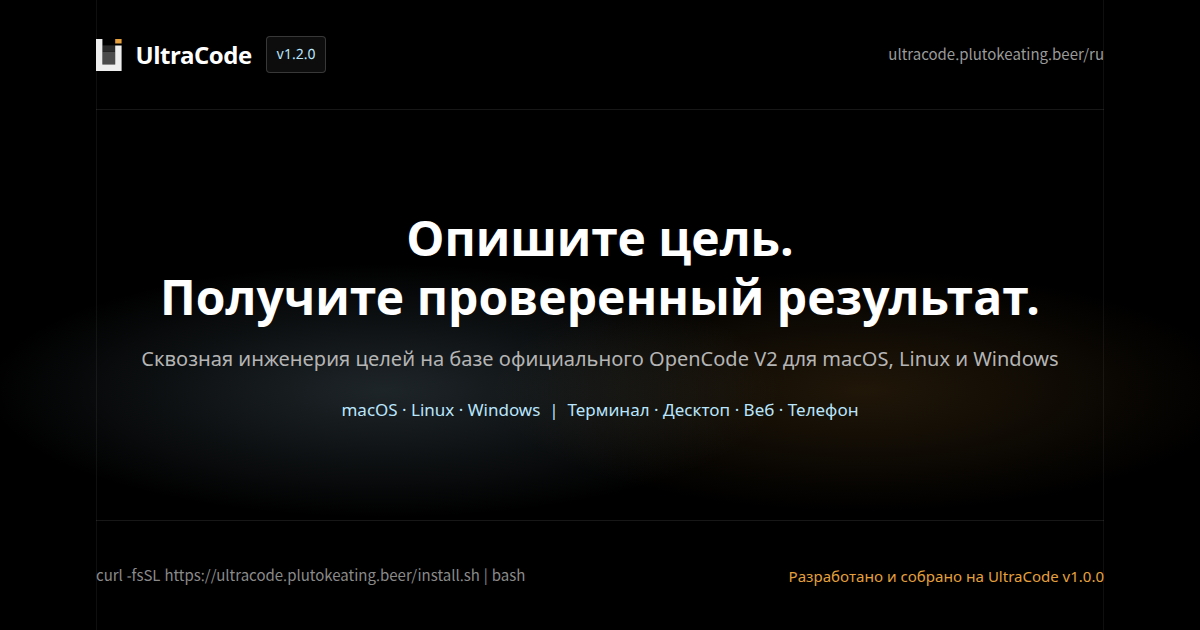 UltraCode v1.2.0
ultracode.plutokeating.beer/ru
Опишите цель.
Получите проверенный результат.
Сквозная инженерия целей на базе официального OpenCode V2 для macOS, Linux и Windows
macOS · Linux · Windows | Терминал · Десктоп · Веб · Телефон
curl -fsSL https://ultracode.plutokeating.beer/install.sh | bash
Разработано и собрано на UltraCode v1.0.0